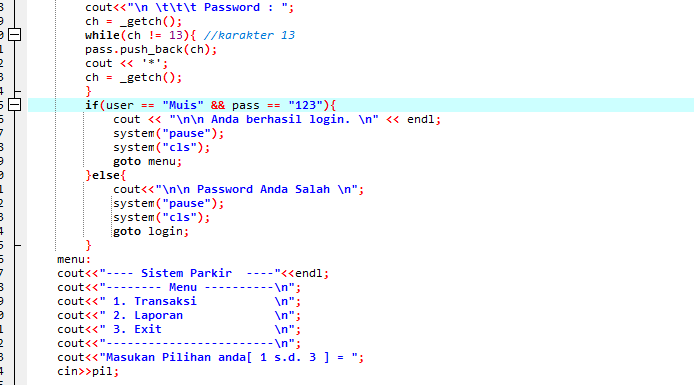 cout<<"\n \t\t\t Password : ";
ch = _getch();
while(ch != 13){ //karakter 13
pass.push_back(ch);
cout << '*';
ch = _getch();
}
if(user == "Muis" && pass == "123"){
cout << "\n\n Anda berhasil login. \n" << endl;
system("pause");
system("cls");
goto menu;
}else{
cout<<"\n\n Password Anda Salah \n";
system("pause");
system("cls");
goto login;
}
menu:
cout<<"---- Sistem Parkir  ----"<<endl;
cout<<"-------- Menu ----------\n";
cout<<" 1. Transaksi           \n";
cout<<" 2. Laporan             \n";
cout<<" 3. Exit                \n";
cout<<"------------------------\n";
cout<<"Masukan Pilihan anda[ 1 s.d. 3 ] = ";
cin>>pil;